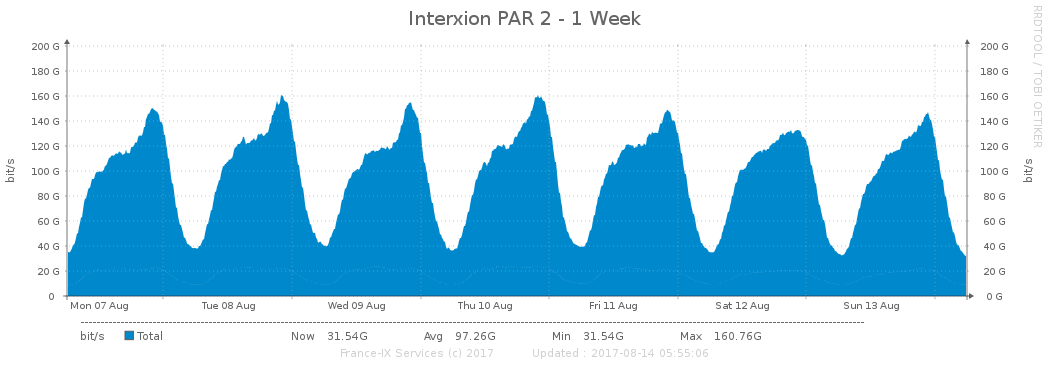 Interxion PAR 2 - 1 Week
RRDTOOL / TOBI OETIKER
200 G 200 G
180 G 180 G
160 G 160 G
140 G 140 G
120 G 120 G
100 G 100 G
80 G 80 G
60 G 60 G
40 G 40 G
20 G 20 G
0 0 G
bit/s bit/s
Mon 07 Aug Tue 08 Aug Wed 09 Aug Thu 10 Aug Fri 11 Aug Sat 12 Aug Sun 13 Aug
bit/s Total Now 31.54G Avg 97.26G Min 31.54G Max 160.76G
France-IX Services (c) 2017 Updated : 2017-08-14 05:55:06